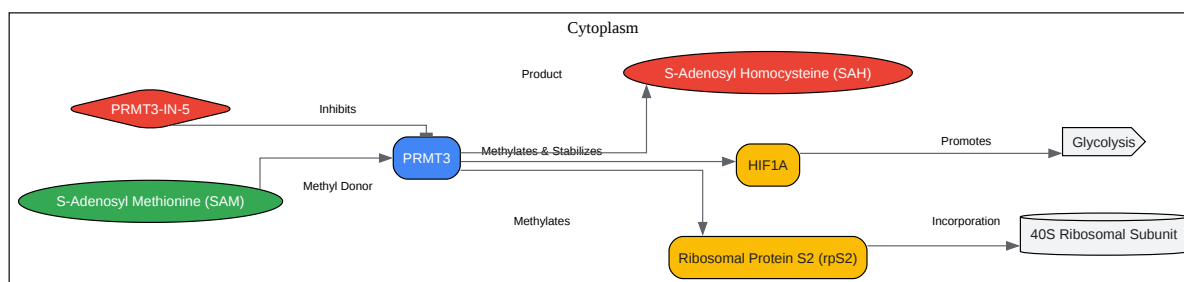 Cytoplasm
Product
S-Adenosyl Homocysteine (SAH)
PRMT3-IN-5
Inhibits
PRMT3
Methylates & Stabilizes
HIF1A
Promotes
Glycolysis
S-Adenosyl Methionine (SAM)
Methyl Donor
Methylates
Ribosomal Protein S2 (rpS2)
Incorporation
40S Ribosomal Subunit